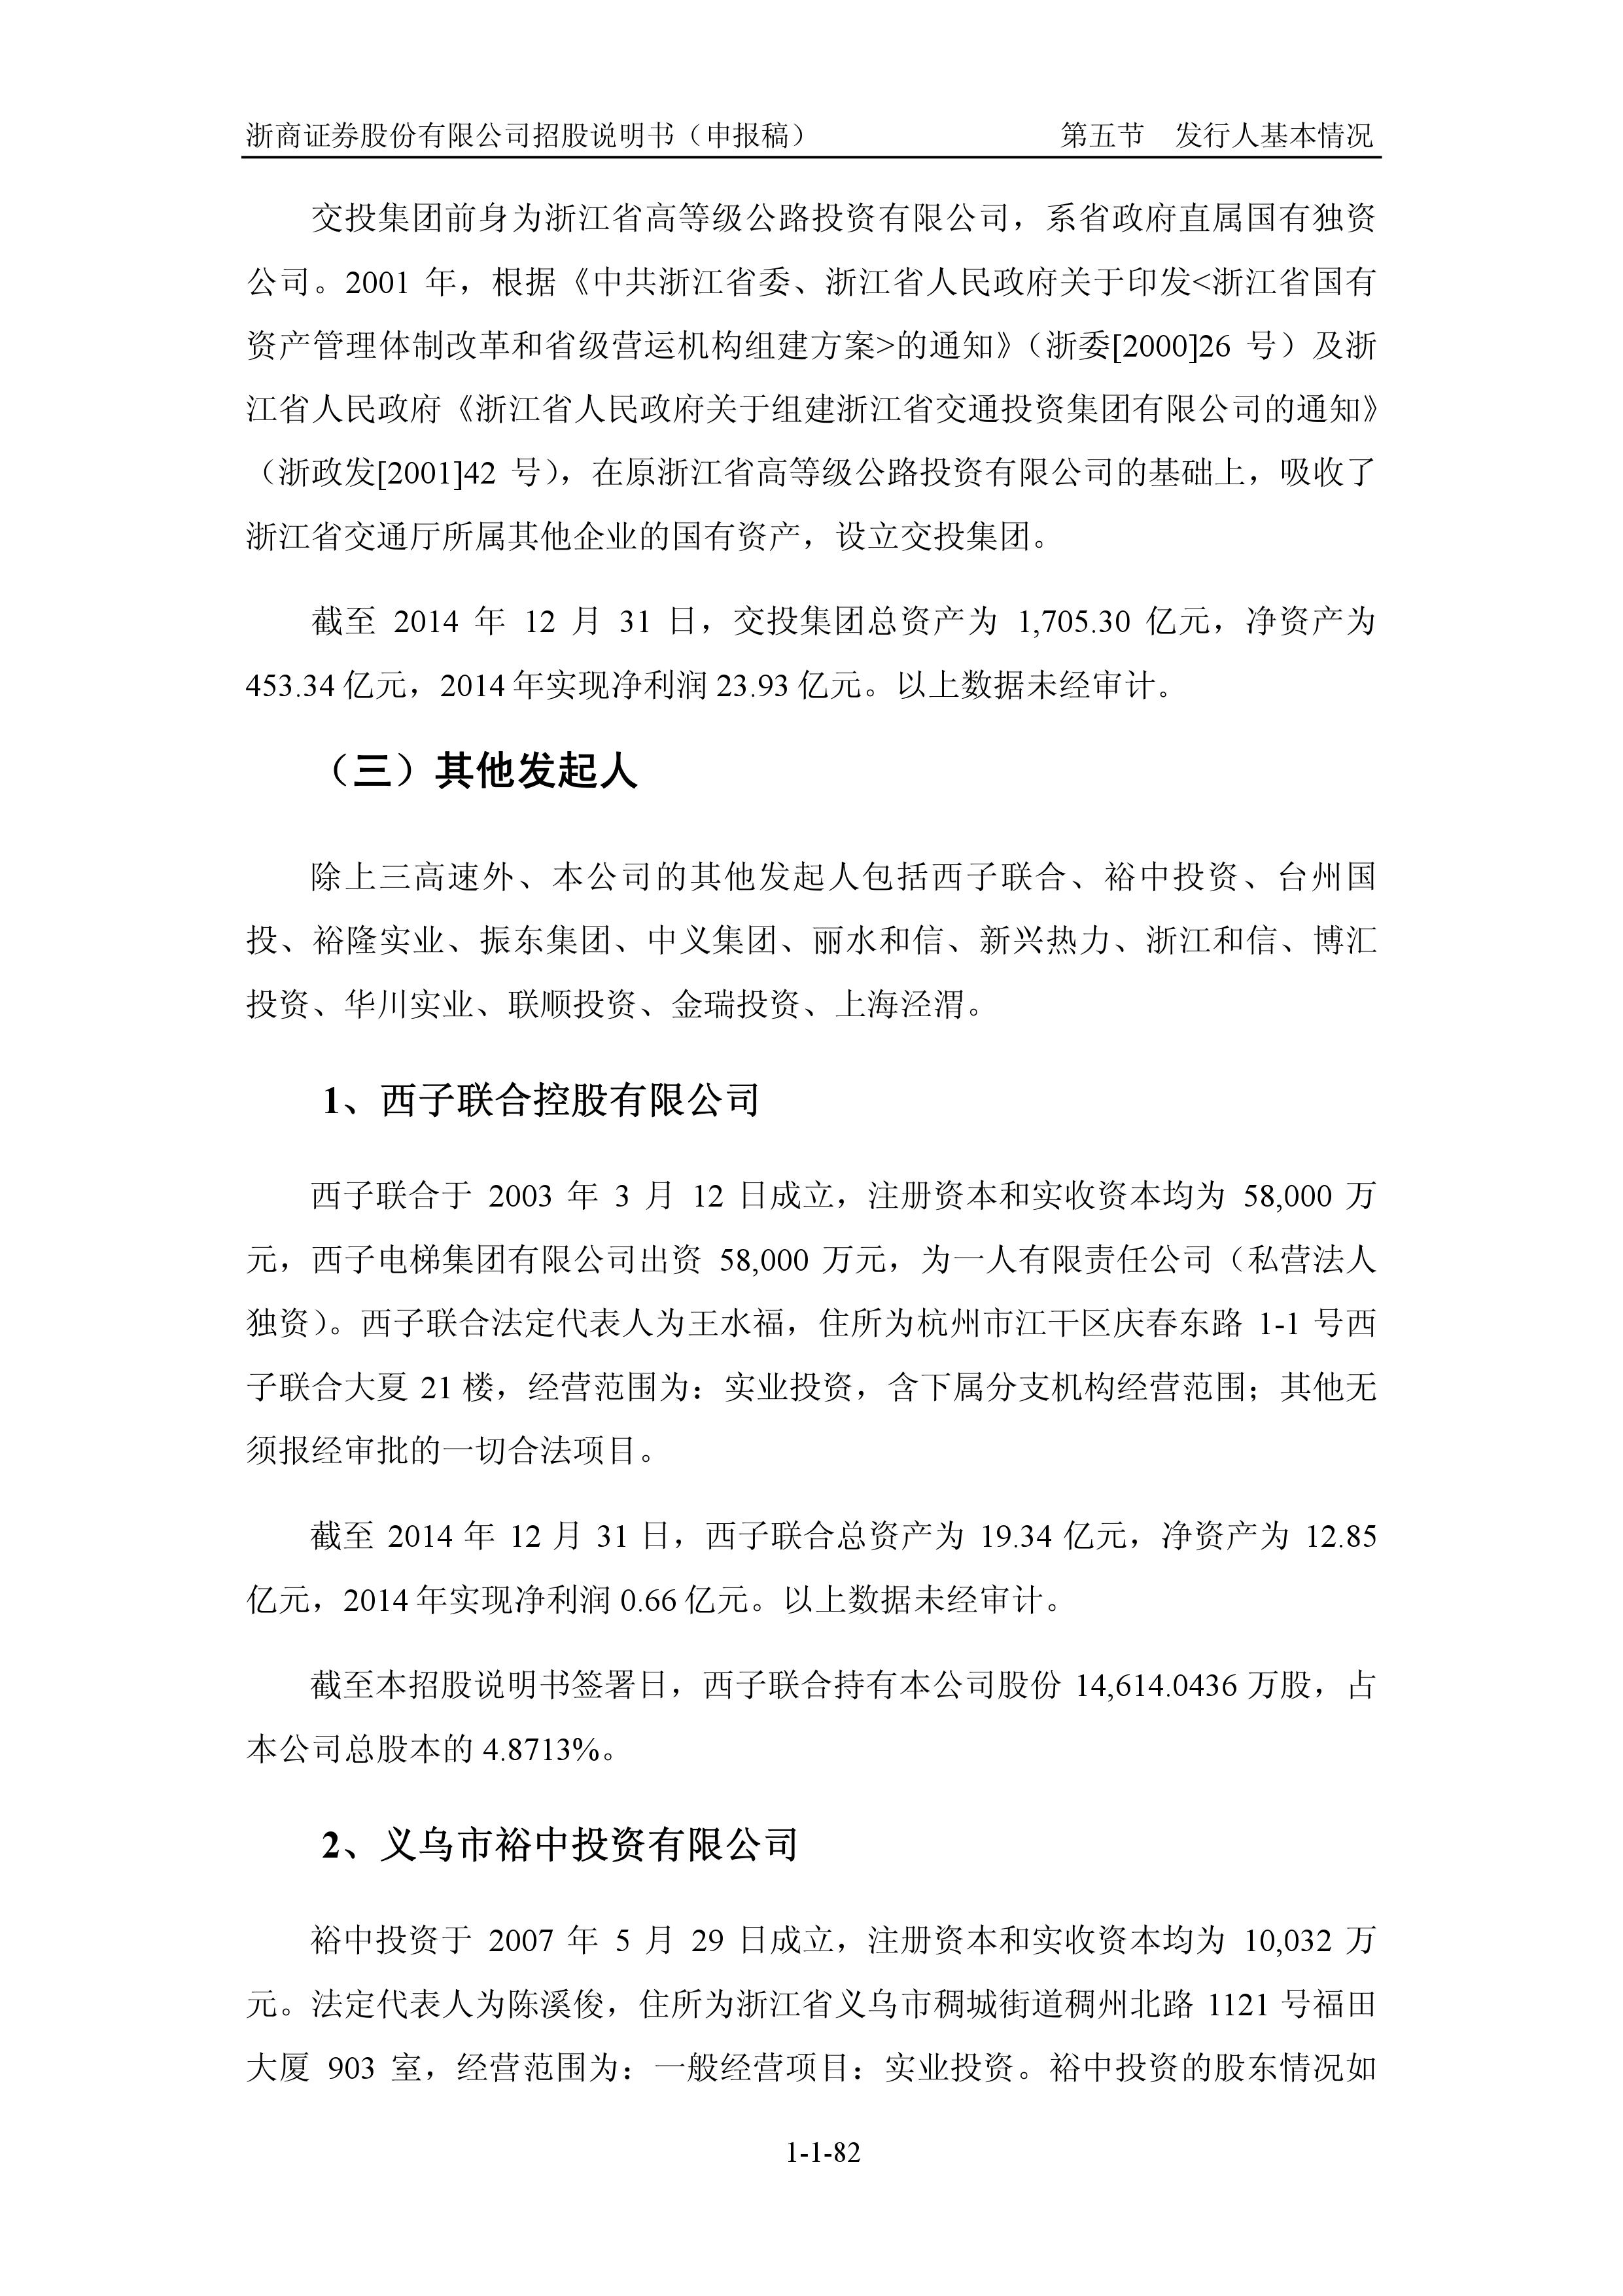 浙商证券股份有限公司招股说明书（申报稿） 第五节 发行人基本情况
交投集团前身为浙江省高等级公路投资有限公司，系省政府直属国有独资
公司。2001 年，根据《中共浙江省委、浙江省人民政府关于印发<浙江省国有
资产管理体制改革和省级营运机构组建方案>的通知》（浙委[2000]26 号）及浙
江省人民政府《浙江省人民政府关于组建浙江省交通投资集团有限公司的通知》
（浙政发[2001]42 号），在原浙江省高等级公路投资有限公司的基础上，吸收了
浙江省交通厅所属其他企业的国有资产，设立交投集团。
截至 2014 年 12 月 31 日，交投集团总资产为 1,705.30 亿元，净资产为
453.34 亿元，2014 年实现净利润 23.93 亿元。以上数据未经审计。
（三）其他发起人
除上三高速外、本公司的其他发起人包括西子联合、裕中投资、台州国
投、裕隆实业、振东集团、中义集团、丽水和信、新兴热力、浙江和信、博汇
投资、华川实业、联顺投资、金瑞投资、上海泾渭。
1、西子联合控股有限公司
西子联合于 2003 年 3 月 12 日成立，注册资本和实收资本均为 58,000 万
元，西子电梯集团有限公司出资 58,000 万元，为一人有限责任公司（私营法人
独资）。西子联合法定代表人为王水福，住所为杭州市江干区庆春东路 1-1 号西
子联合大夏 21 楼，经营范围为：实业投资，含下属分支机构经营范围；其他无
须报经审批的一切合法项目。
截至 2014 年 12 月 31 日，西子联合总资产为 19.34 亿元，净资产为 12.85
亿元，2014 年实现净利润 0.66 亿元。以上数据未经审计。
截至本招股说明书签署日，西子联合持有本公司股份 14,614.0436 万股，占
本公司总股本的 4.8713%。
2、义乌市裕中投资有限公司
裕中投资于 2007 年 5 月 29 日成立，注册资本和实收资本均为 10,032 万
元。法定代表人为陈溪俊，住所为浙江省义乌市稠城街道稠州北路 1121 号福田
大厦 903 室，经营范围为：一般经营项目：实业投资。裕中投资的股东情况如
1-1-82